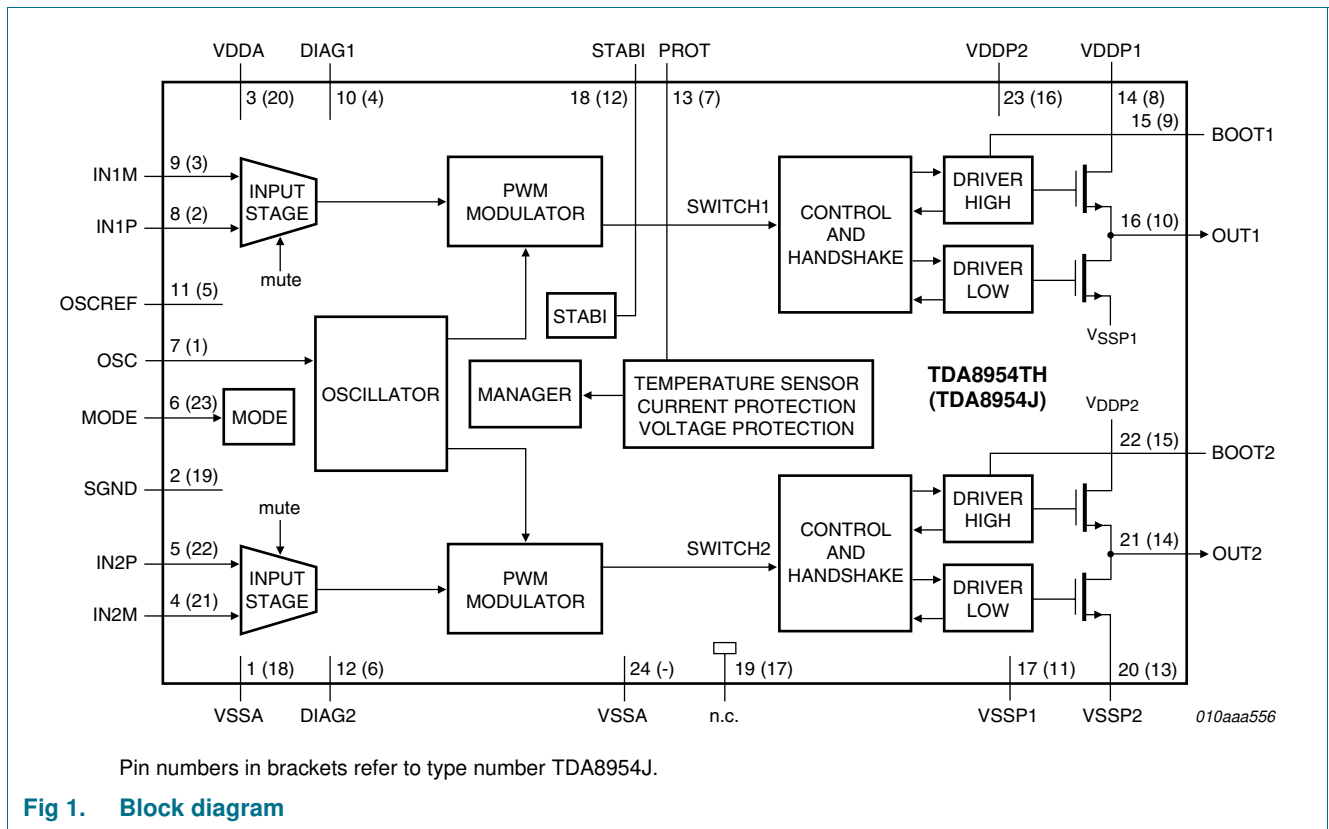 VDDA DIAG1 STABI PROT VDDP2 VDDP1
3 (20) 10 (4) 18 (12) 13 (7) 23 (16) 14 (8)
15 (9)
BOOT1
IN1M
9 (3)
IN1P
8 (2)
INPUT
STAGE
mute
PWM
MODULATOR
SWITCH1
CONTROL
AND
HANDSHAKE
DRIVER
HIGH
DRIVER
LOW
16 (10)
OUT1
VSSP1
OSCREF
11 (5)
OSC
7 (1)
MODE
6 (23)
MODE
OSCILLATOR
STABI
MANAGER
TEMPERATURE SENSOR
CURRENT PROTECTION
VOLTAGE PROTECTION
TDA8954TH
(TDA8954J)
VDDP2
22 (15)
BOOT2
SGND
2 (19)
mute
IN2P
5 (22)
IN2M
4 (21)
INPUT
STAGE
PWM
MODULATOR
SWITCH2
CONTROL
AND
HANDSHAKE
DRIVER
HIGH
DRIVER
LOW
21 (14)
OUT2
1 (18) 12 (6) 24 (-) 19 (17) 17 (11) 20 (13)
VSSA DIAG2 VSSA n.c. VSSP1 VSSP2
010aaa556
Pin numbers in brackets refer to type number TDA8954J.
Fig 1. Block diagram